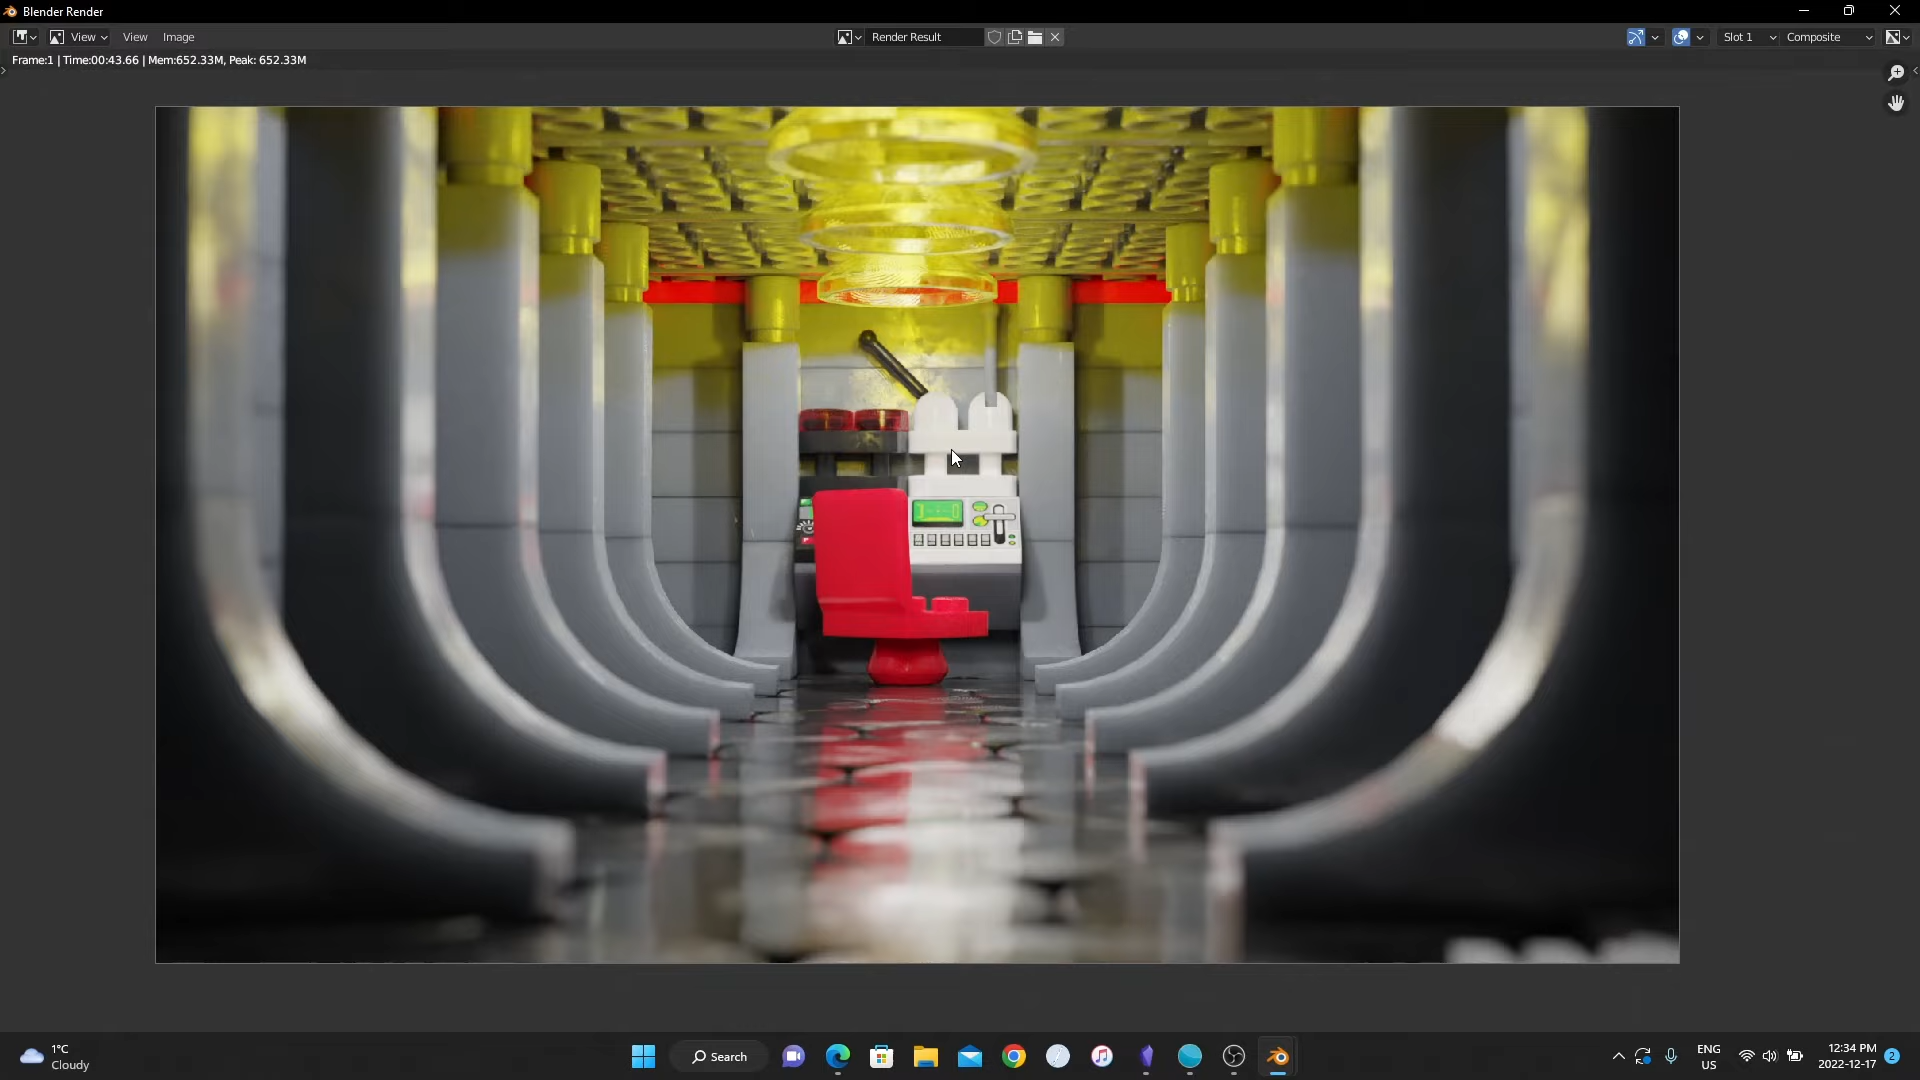 Blender Render
View View Image Render Result Slot 1 Composite
Frame:1 | Time:00:43.66 | Mem:652.33M, Peak: 652.33M
1°C
Cloudy
Search
ENG
US
12:34 PM
2022-12-17
2